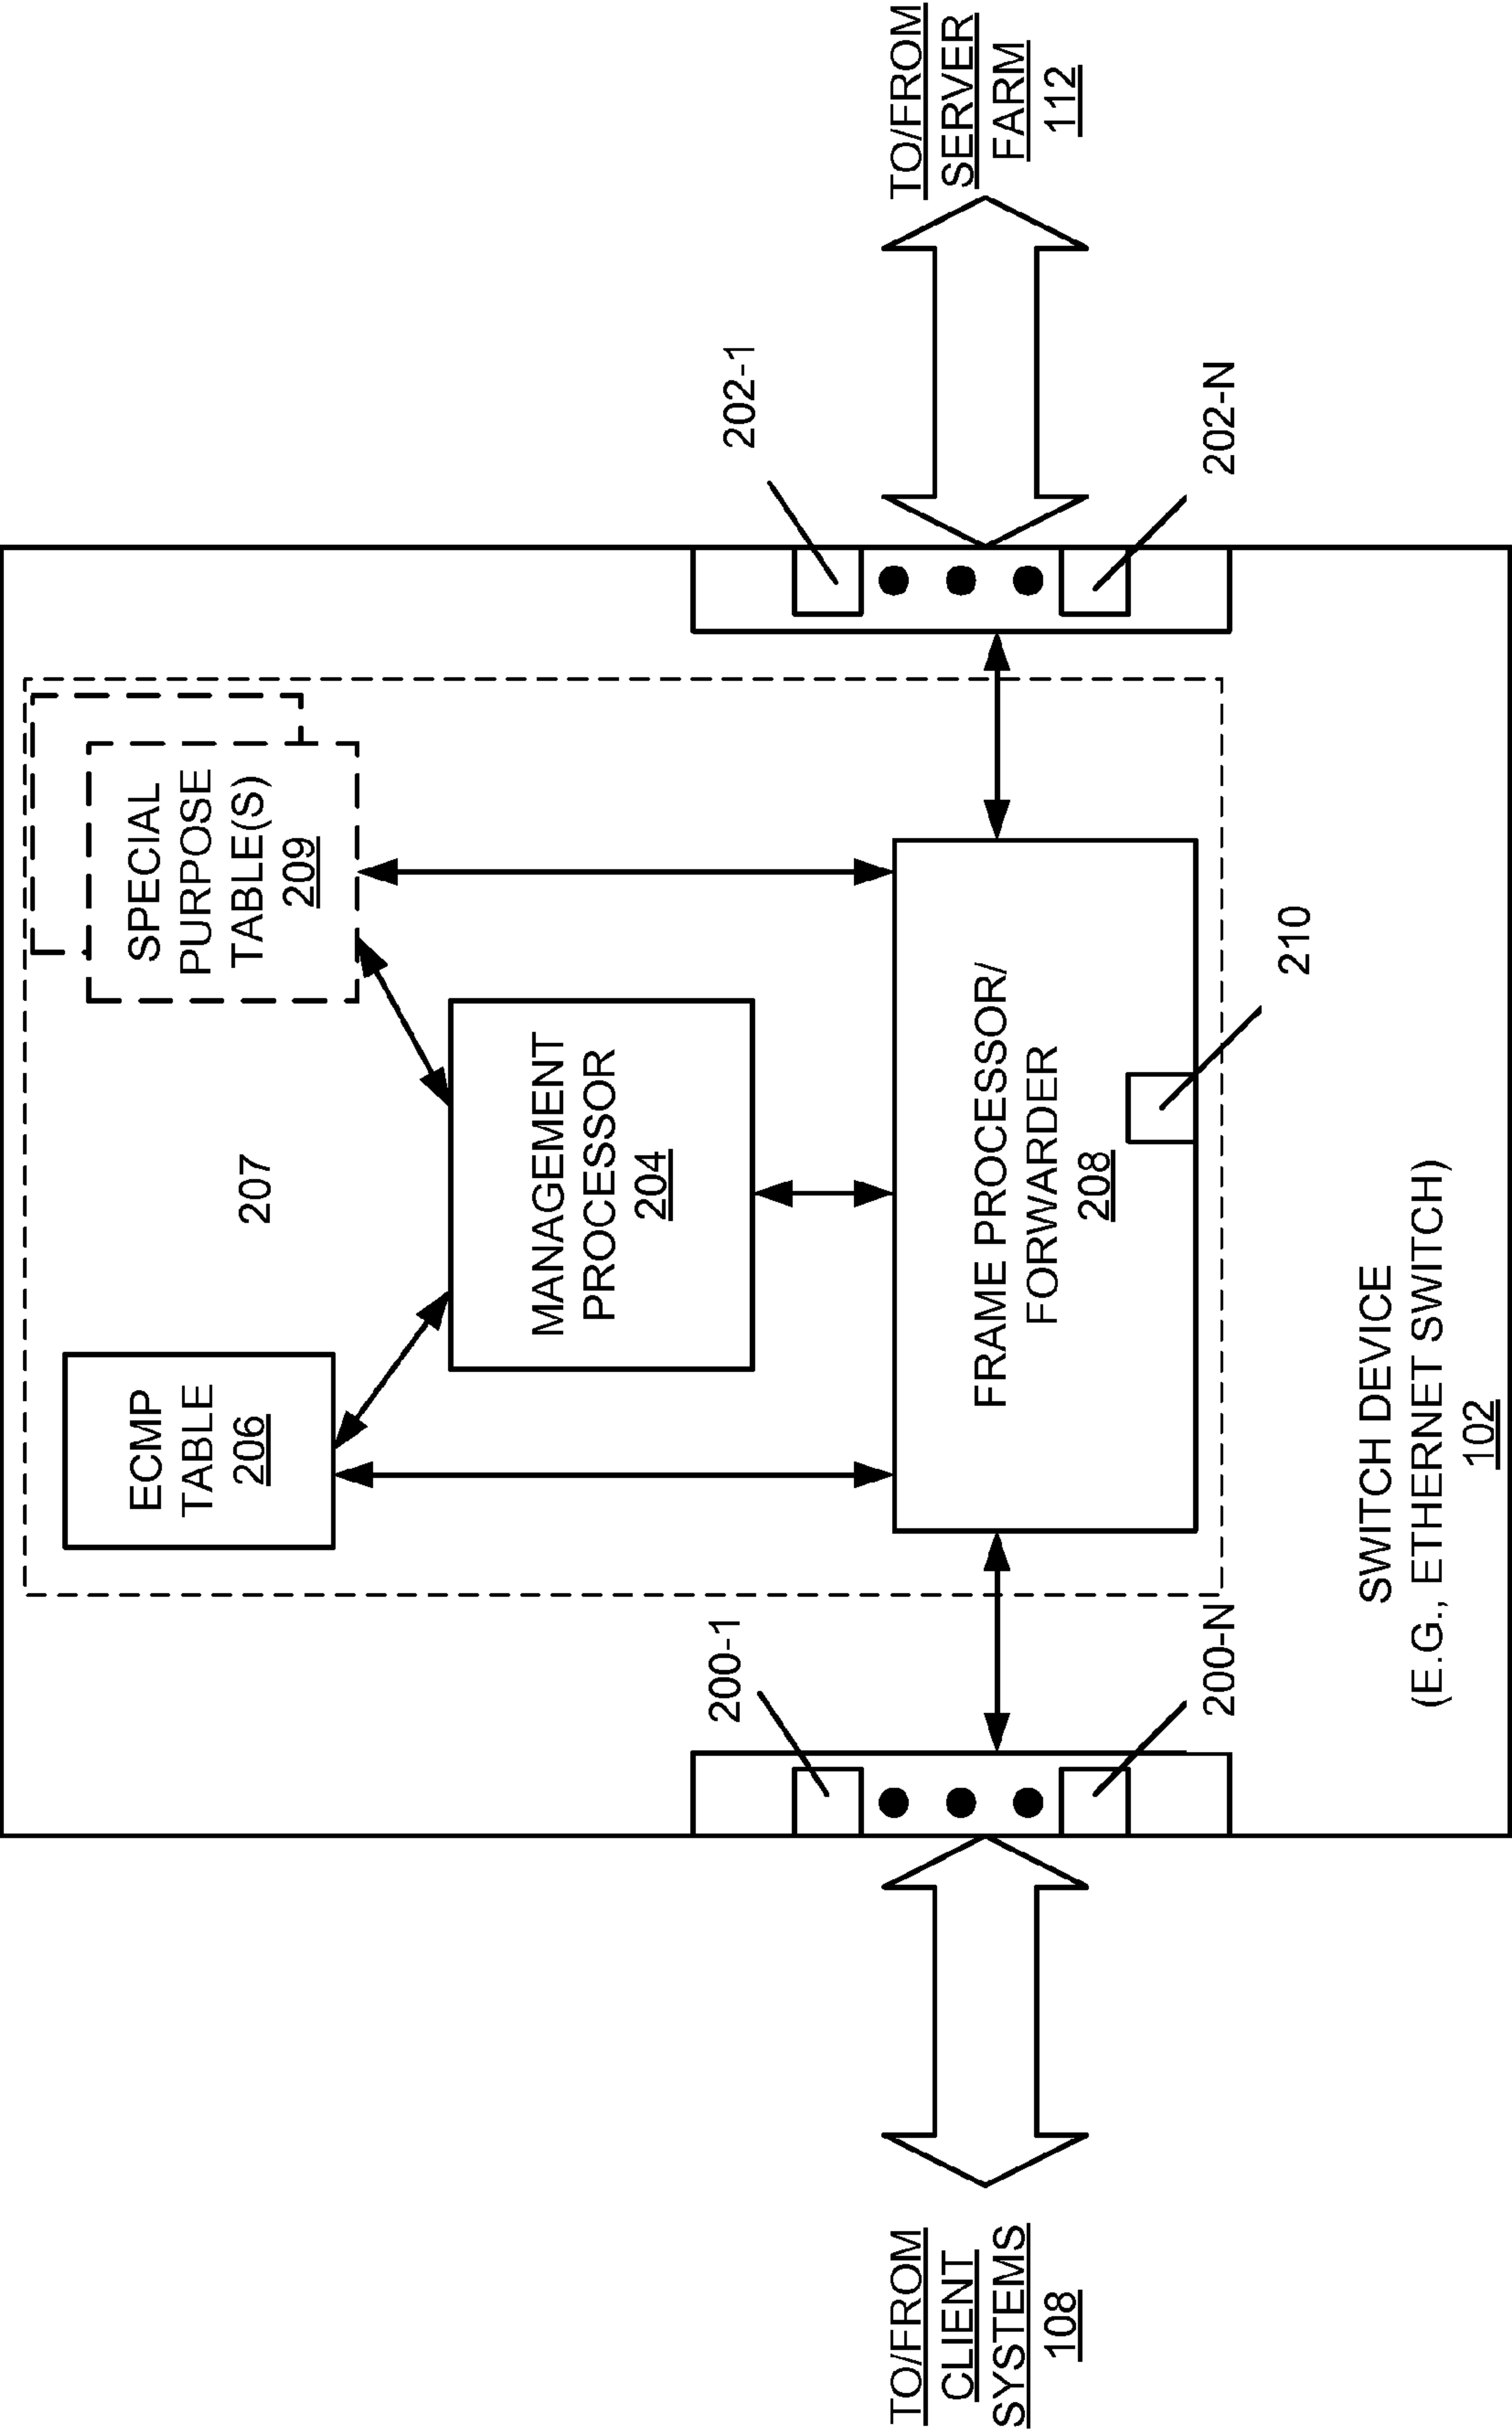 ECMP
TABLE
206
207
SPECIAL
PURPOSE
TABLE(S)
209
MANAGEMENT
PROCESSOR
204
200-1
202-1
TO/FROM
CLIENT
SYSTEMS
108
FRAME PROCESSOR/
FORWARDER
208
TO/FROM
SERVER
FARM
112
200-N
202-N
210
SWITCH DEVICE
(E.G., ETHERNET SWITCH)
102